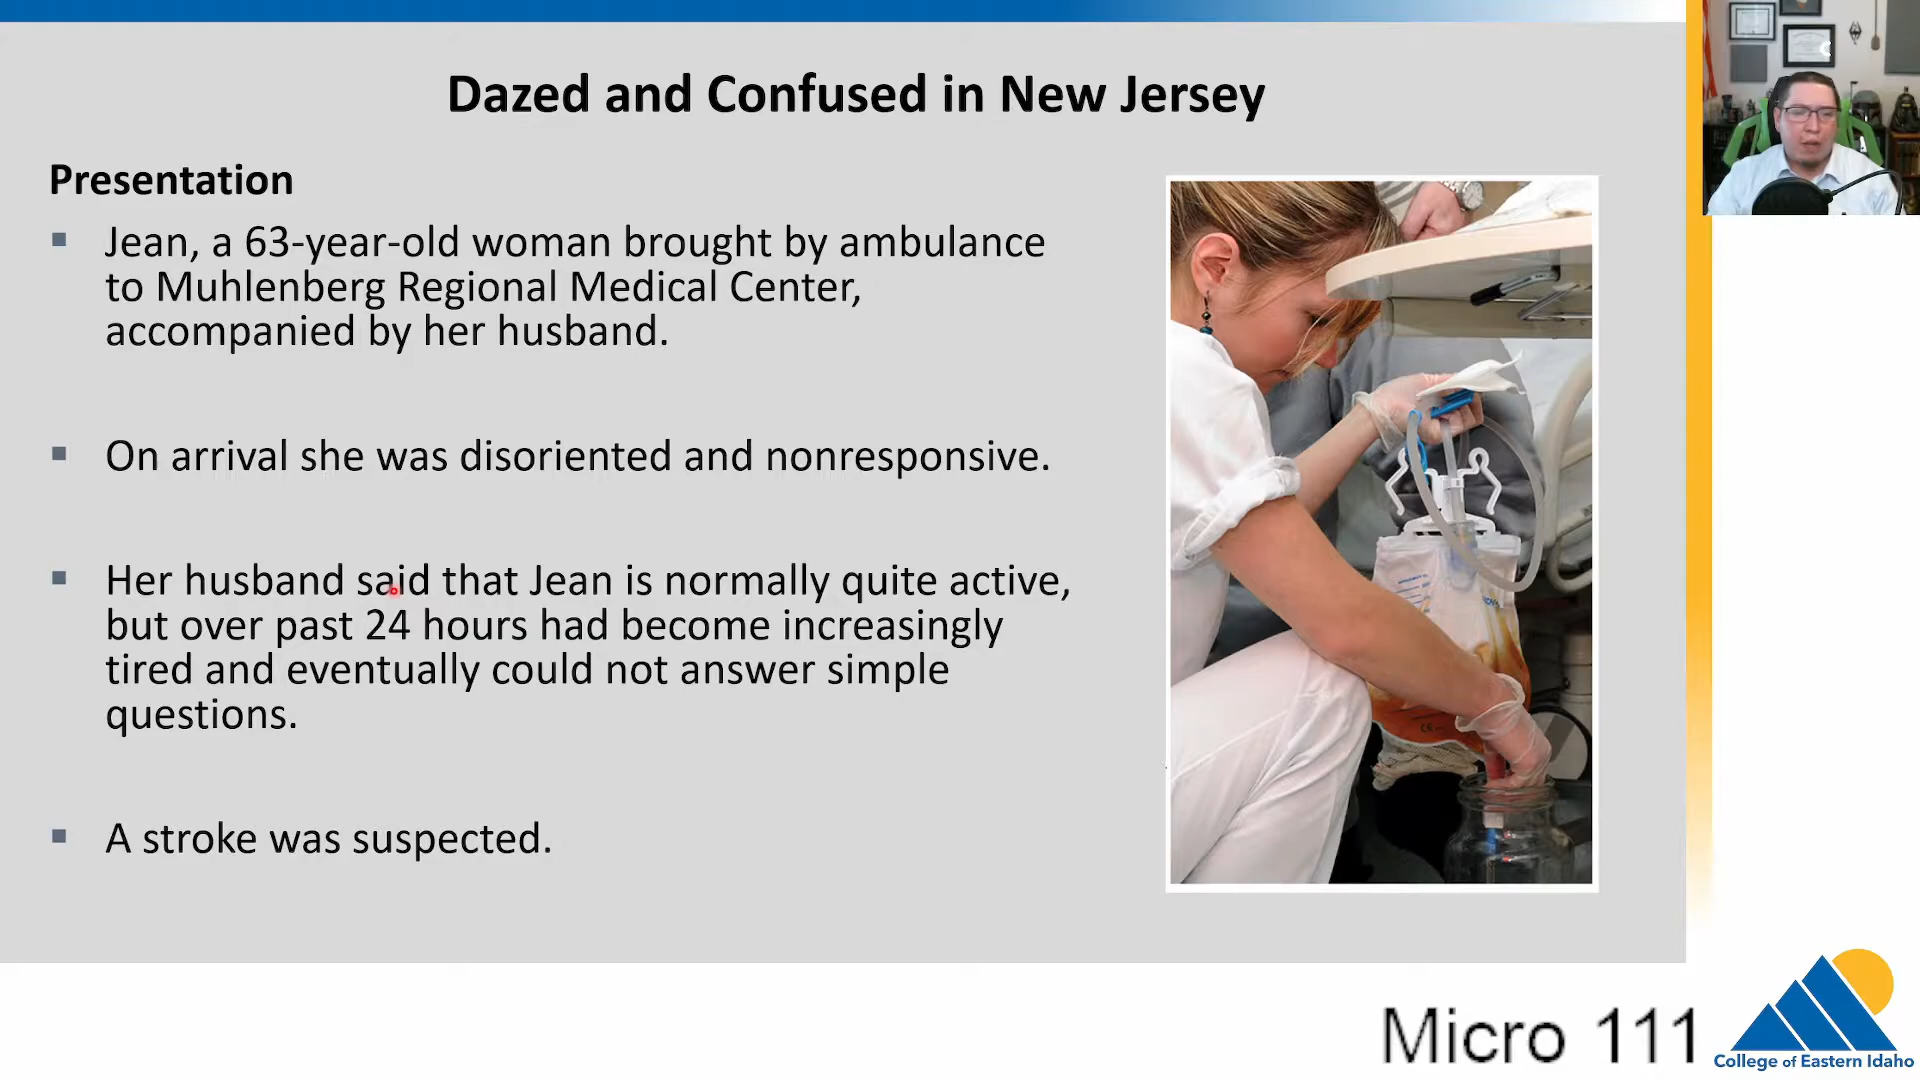 Dazed and Confused in New Jersey
Presentation
Jean, a 63-year-old woman brought by ambulance
to Muhlenberg Regional Medical Center,
accompanied by her husband.
On arrival she was disoriented and nonresponsive.
Her husband said that Jean is normally quite active,
but over past 24 hours had become increasingly
tired and eventually could not answer simple
questions.
A stroke was suspected.
Micro 111
College of Eastern Idaho